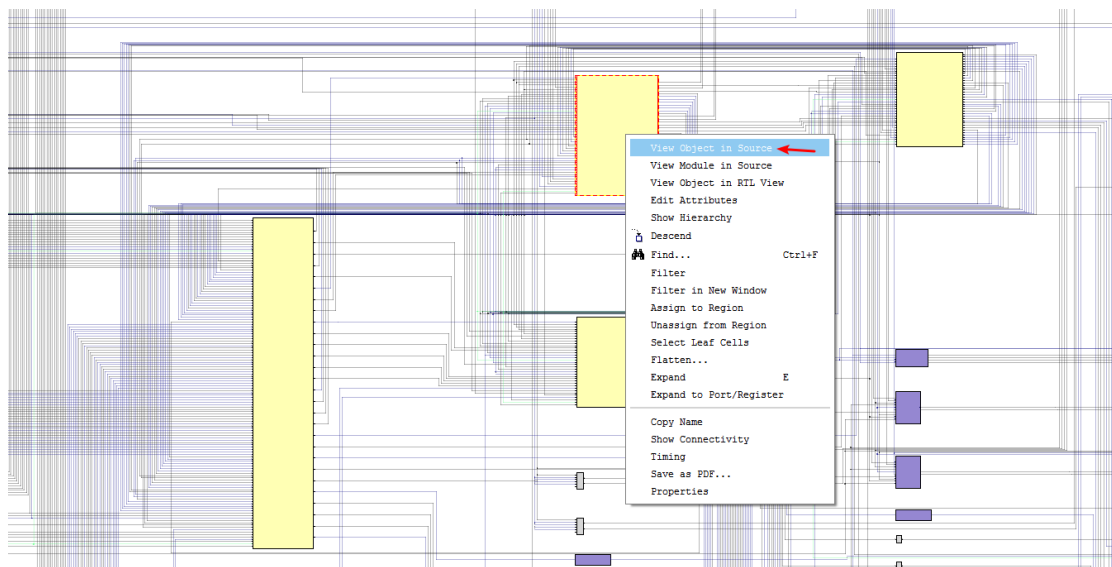 View Object in Source
View Module in Source
View Object in RTL View
Edit Attributes
Show Hierarchy
Descend
Find... Ctrl+F
Filter
Filter in New Window
Assign to Region
Unassign from Region
Select Leaf Cells
Flatten...
Expand E
Expand to Port/Register
Copy Name
Show Connectivity
Timing
Save as PDF...
Properties